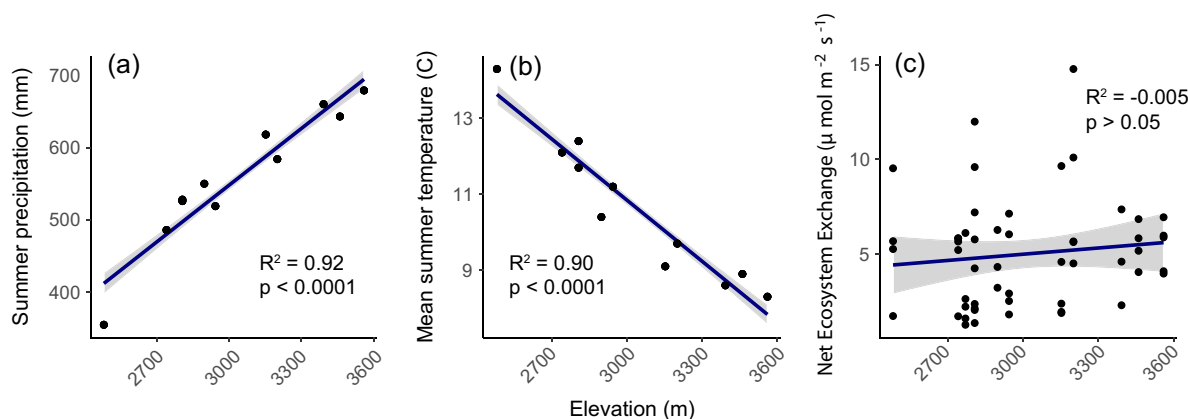 (a)
Summer precipitation (mm)
700
600
500
400
R² = 0.92
p < 0.0001
2700
3000
3300
3600
(b)
Mean summer temperature (C)
13
11
9
R² = 0.90
p < 0.0001
2700
3000
3300
3600
Elevation (m)
(c)
Net Ecosystem Exchange (µ mol m⁻² s⁻¹)
15
10
5
R² = -0.005
p > 0.05
2700
3000
3300
3600